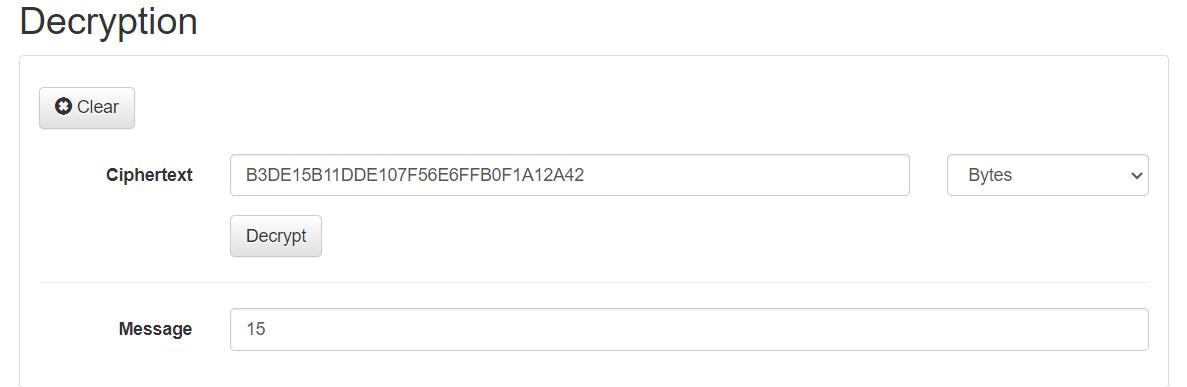 Decryption
Clear
Ciphertext B3DE15B11DDE107F56E6FFB0F1A12A42 Bytes
Decrypt
Message 15